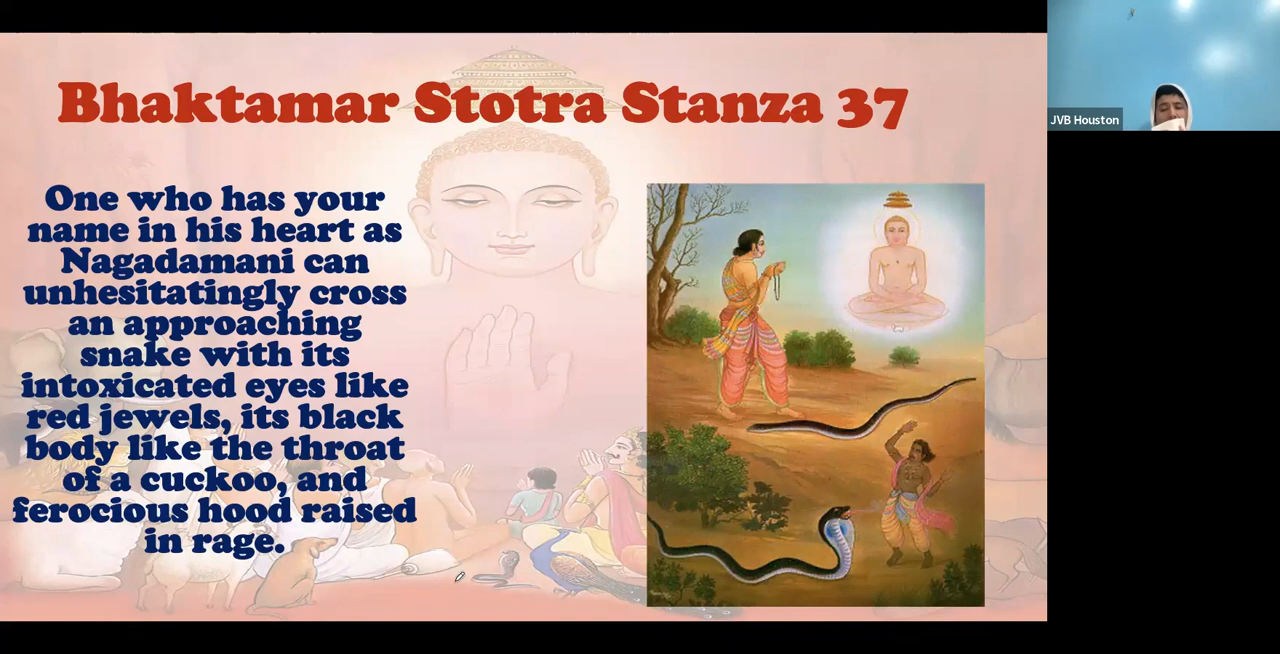 Bhaktamar Stotra Stanza 37
One who has your
name in his heart as
Nagadamani can
unhesitatingly cross
an approaching
snake with its
intoxicated eyes like
red jewels, its black
body like the throat
of a cuckoo, and
ferocious hood raised
in rage.
JVB Houston